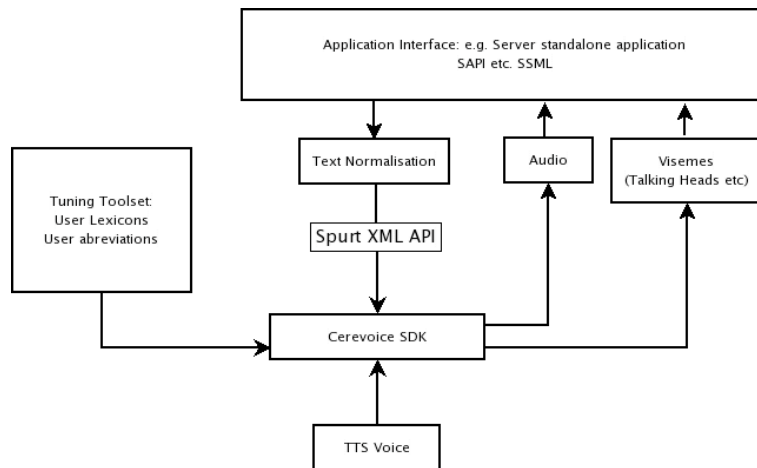 Application Interface: e.g. Server standalone application
SAPI etc. SSML
Text Normalisation
Audio
Visemes
(Talking Heads etc)
Tuning Toolset:
User Lexicons
User abreviations
Spurt XML API
Cerevoice SDK
TTS Voice